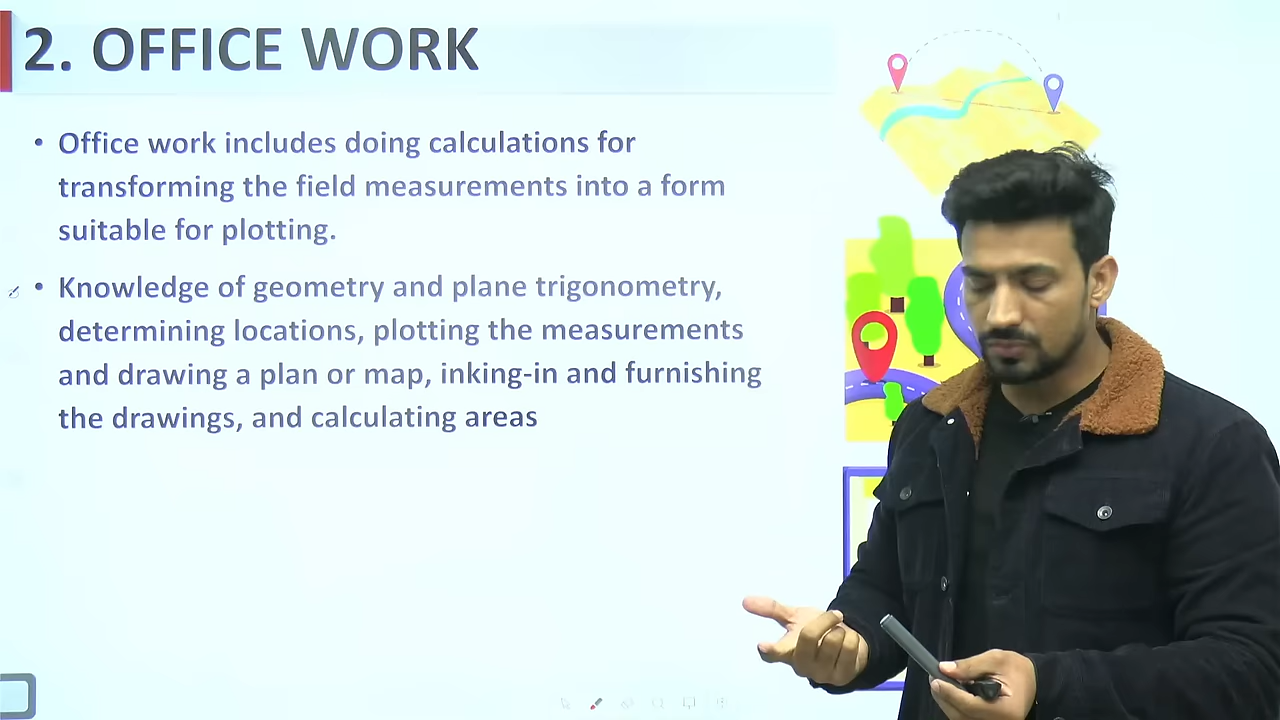 2. OFFICE WORK
• Office work includes doing calculations for
transforming the field measurements into a form
suitable for plotting.
• Knowledge of geometry and plane trigonometry,
determining locations, plotting the measurements
and drawing a plan or map, inking-in and furnishing
the drawings, and calculating areas